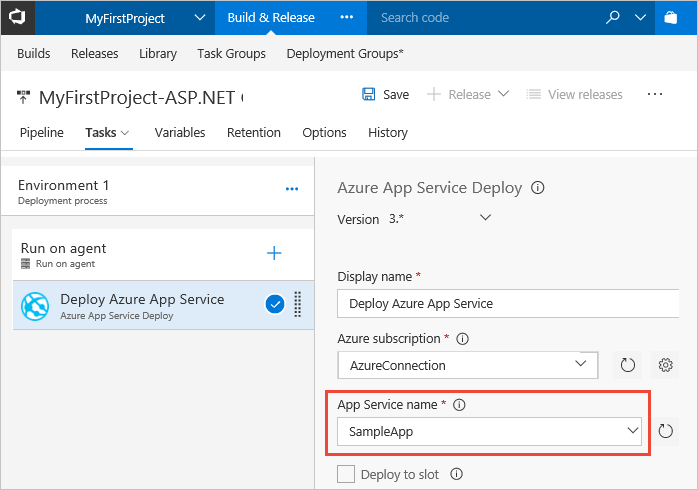 MyFirstProject Build & Release ... Search code
Builds Releases Library Task Groups Deployment Groups*
MyFirstProject-ASP.NET Save + Release View releases ...
Pipeline Tasks Variables Retention Options History
Environment 1 ...
Deployment process
Run on agent +
Run on agent
Deploy Azure App Service
Azure App Service Deploy
Azure App Service Deploy
Version 3.*
Display name *
Deploy Azure App Service
Azure subscription *
AzureConnection
App Service name *
SampleApp
Deploy to slot